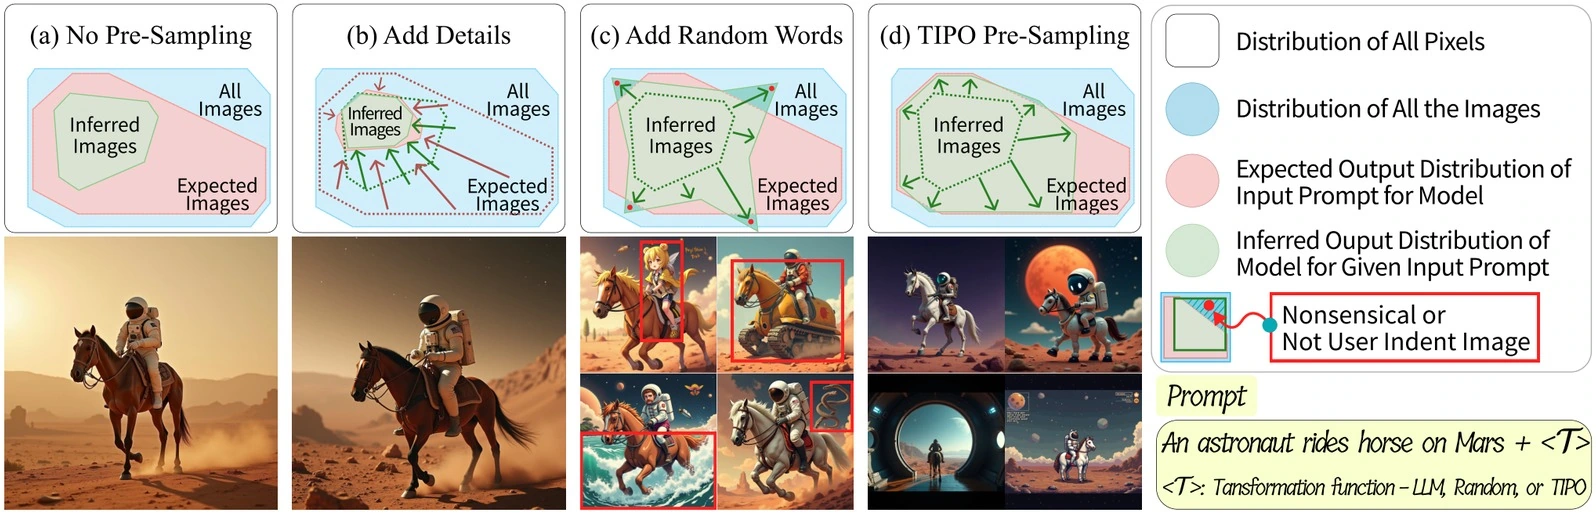 (a) No Pre-Sampling
All
Images
Inferred
Images
Expected
Images
(b) Add Details
All
Images
Inferred
Images
Expected
Images
(c) Add Random Words
All
Images
Inferred
Images
Expected
Images
(d) TIPO Pre-Sampling
All
Images
Inferred
Images
Expected
Images
Distribution of All Pixels
Distribution of All the Images
Expected Output Distribution of
Input Prompt for Model
Inferred Ouput Distribution of
Model for Given Input Prompt
Nonsensical or
Not User Indent Image
Prompt
An astronaut rides horse on Mars + <T>
<T>: Tansformation function – LLM, Random, or TIPO